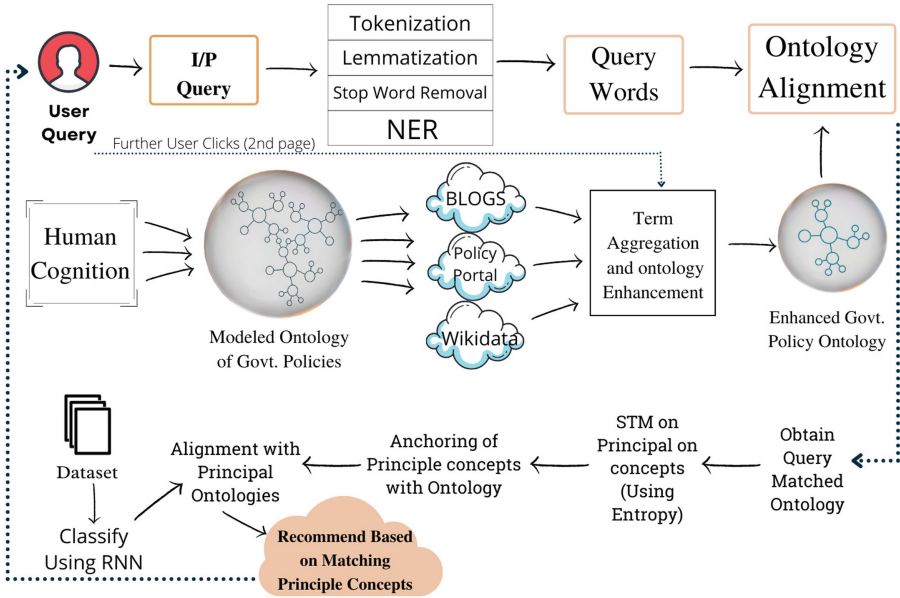 User
Query
I/P
Query
Tokenization
Lemmatization
Stop Word Removal
NER
Query
Words
Ontology
Alignment
Further User Clicks (2nd page)
Human
Cognition
Modeled Ontology
of Govt. Policies
BLOGS
Policy
Portal
Wikidata
Term
Aggregation
and ontology
Enhancement
Enhanced Govt.
Policy Ontology
Dataset
Classify
Using RNN
Alignment with
Principal
Ontologies
Anchoring of
Principle concepts
with Ontology
STM on
Principal on
concepts
(Using
Entropy)
Obtain
Query
Matched
Ontology
Recommend Based
on Matching
Principle Concepts